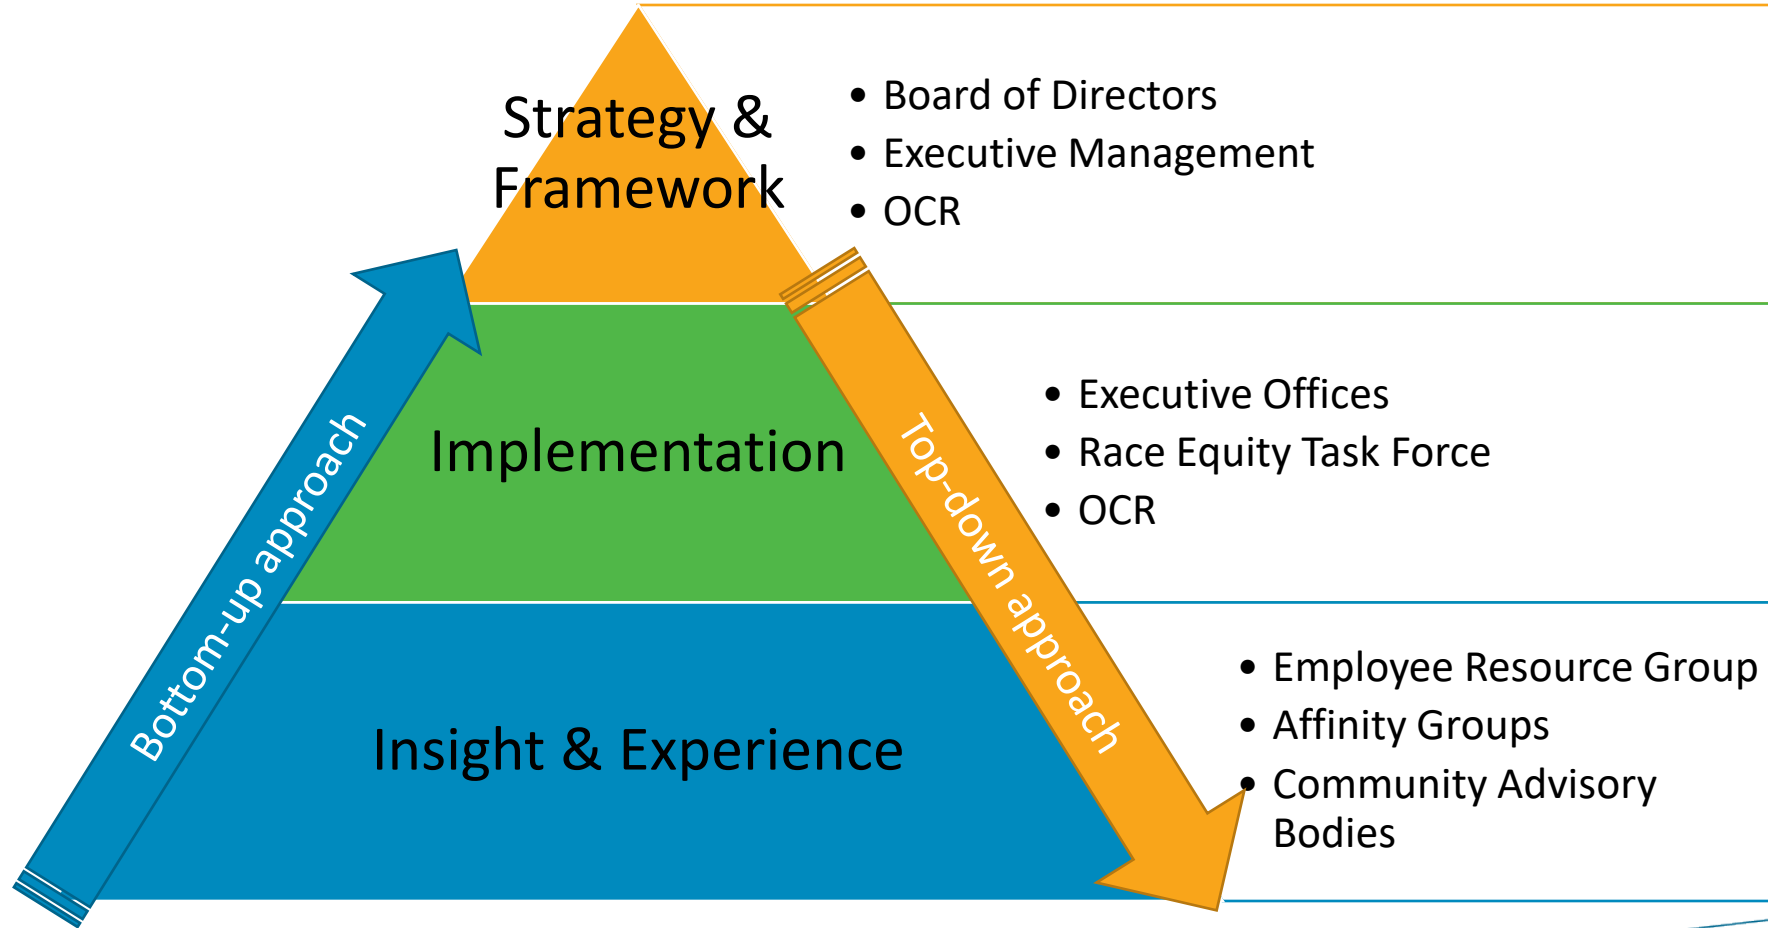 Strategy &
Framework
• Board of Directors
• Executive Management
• OCR
Bottom-up approach
Implementation
Top-down approach
• Executive Offices
• Race Equity Task Force
• OCR
Insight & Experience
• Employee Resource Group
• Affinity Groups
• Community Advisory
Bodies